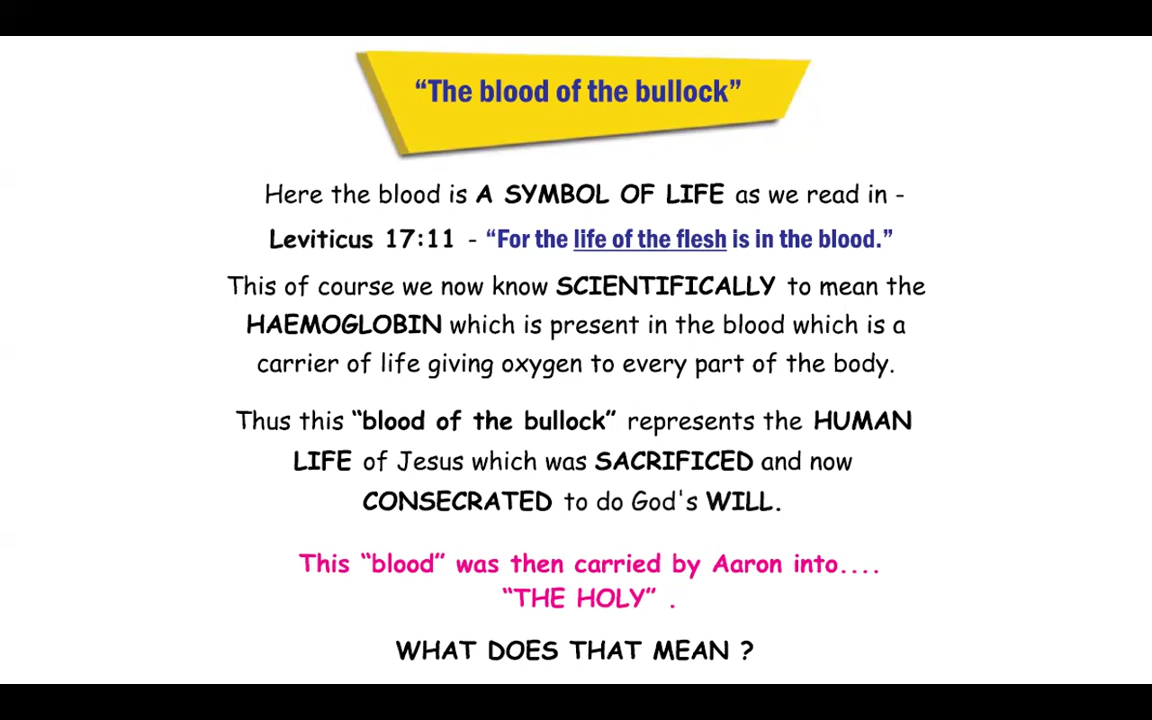 “The blood of the bullock”
Here the blood is A SYMBOL OF LIFE as we read in -
Leviticus 17:11 - “For the life of the flesh is in the blood.”
This of course we now know SCIENTIFICALLY to mean the
HAEMOGLOBIN which is present in the blood which is a
carrier of life giving oxygen to every part of the body.
Thus this “blood of the bullock” represents the HUMAN
LIFE of Jesus which was SACRIFICED and now
CONSECRATED to do God's WILL.
This “blood” was then carried by Aaron into....
“THE HOLY” .
WHAT DOES THAT MEAN ?